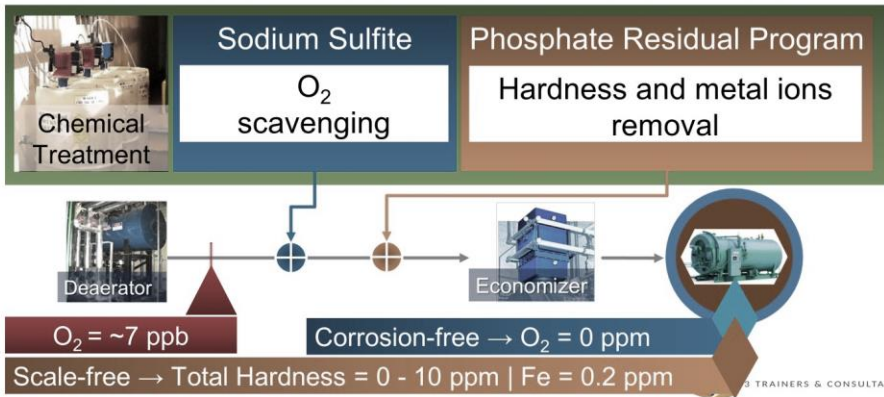 Sodium Sulfite
Phosphate Residual Program
O₂
scavenging
Hardness and metal ions
removal
Chemical
Treatment
Deaerator
Economizer
O₂ = ~7 ppb
Corrosion-free → O₂ = 0 ppm
Scale-free → Total Hardness = 0 - 10 ppm | Fe = 0.2 ppm
3 TRAINERS & CONSULTA